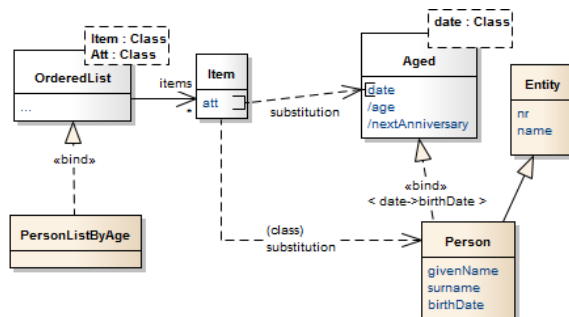 Item : Class
Att : Class
OrderedList
...
items
*
Item
att
substitution
date : Class
Aged
date
/age
/nextAnniversary
Entity
nr
name
«bind»
«bind»
< date->birthDate >
PersonListByAge
(class)
substitution
Person
givenName
surname
birthDate